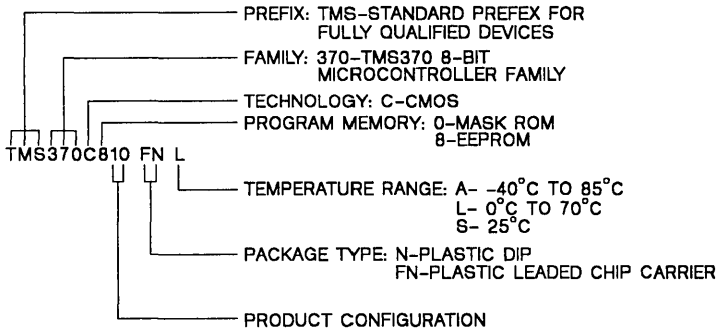 PREFIX: TMS-STANDARD PREFEX FOR
FULLY QUALIFIED DEVICES
FAMILY: 370-TMS370 8-BIT
MICROCONTROLLER FAMILY
TECHNOLOGY: C-CMOS
PROGRAM MEMORY: 0-MASK ROM
8-EEPROM
TMS370C810 FN L
TEMPERATURE RANGE: A- -40°C TO 85°C
L- 0°C TO 70°C
S- 25°C
PACKAGE TYPE: N-PLASTIC DIP
FN-PLASTIC LEADED CHIP CARRIER
PRODUCT CONFIGURATION